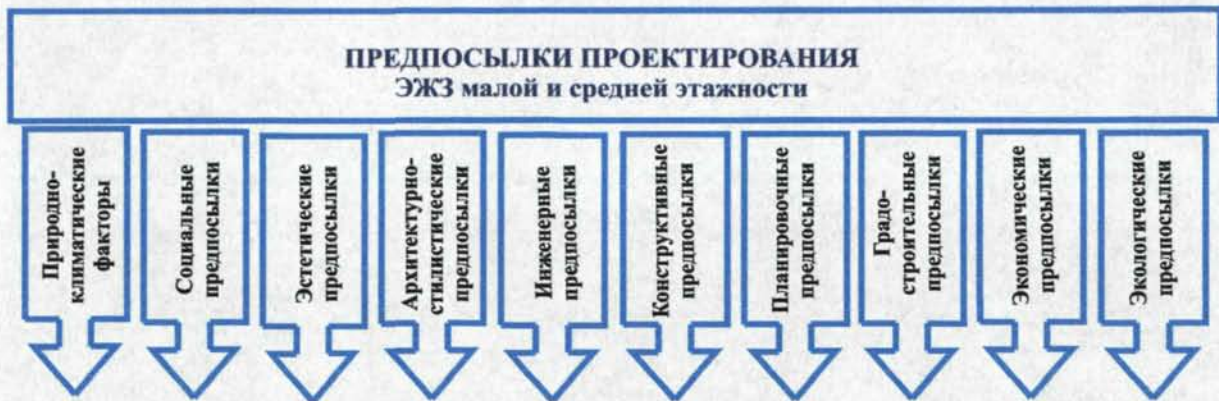 ПРЕДПОСЫЛКИ ПРОЕКТИРОВАНИЯ
ЭЖЗ малой и средней этажности
Природно-
климатические
факторы
Социальные
предпосылки
Эстетические
предпосылки
Архитектурно-
стилистические
предпосылки
Инженерные
предпосылки
Конструктивные
предпосылки
Планировочные
предпосылки
Градо-
строительные
предпосылки
Экономические
предпосылки
Экологические
предпосылки